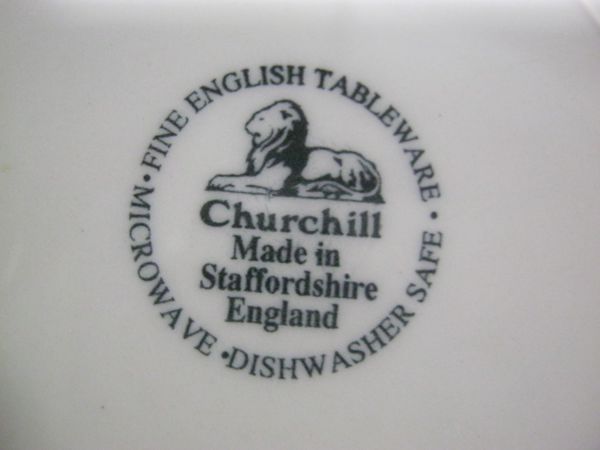 · FINE ENGLISH TABLEWARE ·
Churchill
Made in
Staffordshire
England
MICROWAVE · DISHWASHER SAFE